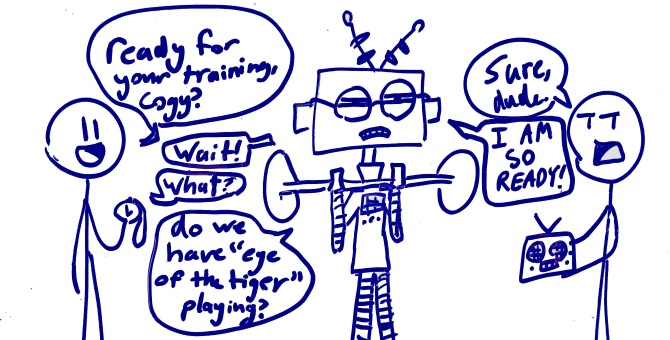 ready for
your training,
cogy?
Wait!
What?
do we
have "eye
of the tiger"
playing?
Sure,
dude.
I AM
SO
READY!